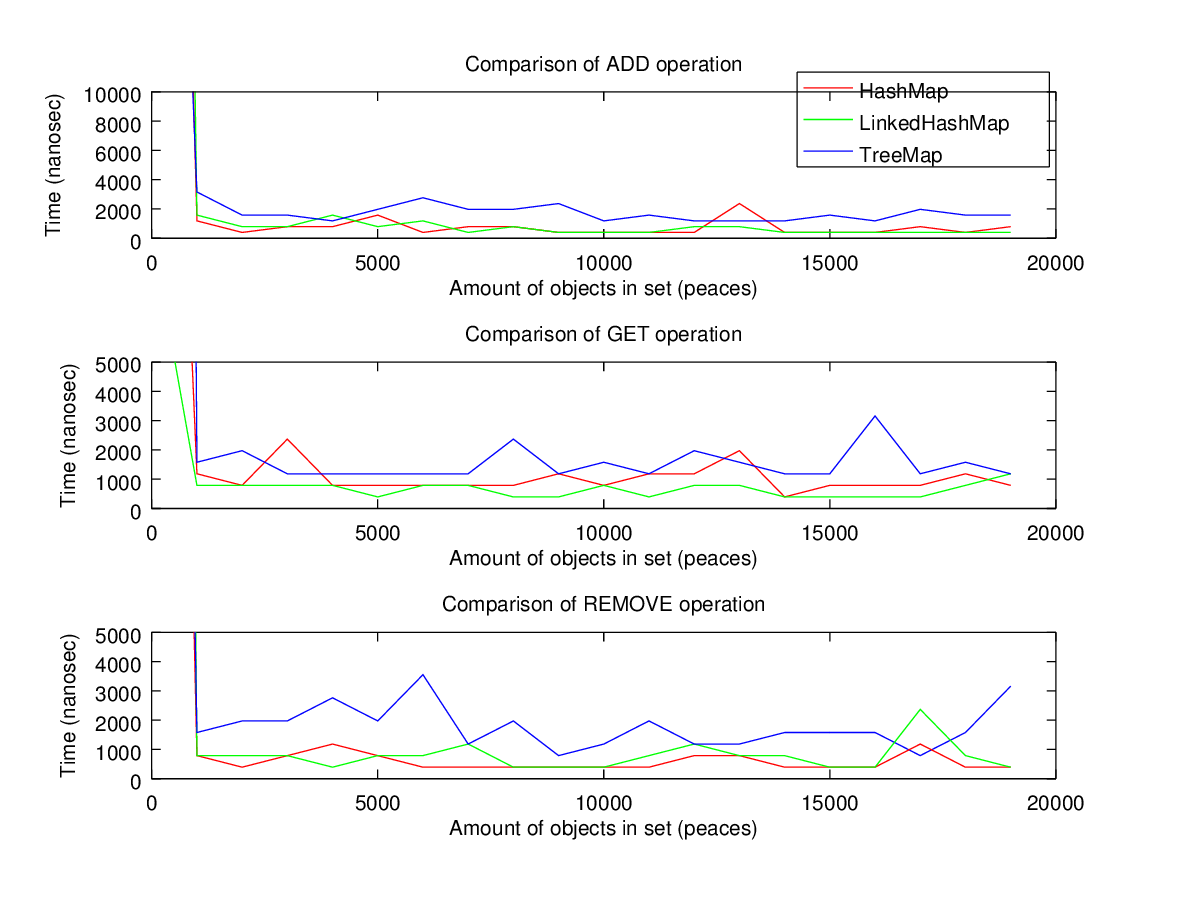 Comparison of ADD operation
HashMap
LinkedHashMap
TreeMap
Time (nanosec)
10000
8000
6000
4000
2000
0
0 5000 10000 15000 20000
Amount of objects in set (peaces)
Comparison of GET operation
Time (nanosec)
5000
4000
3000
2000
1000
0
0 5000 10000 15000 20000
Amount of objects in set (peaces)
Comparison of REMOVE operation
Time (nanosec)
5000
4000
3000
2000
1000
0
0 5000 10000 15000 20000
Amount of objects in set (peaces)